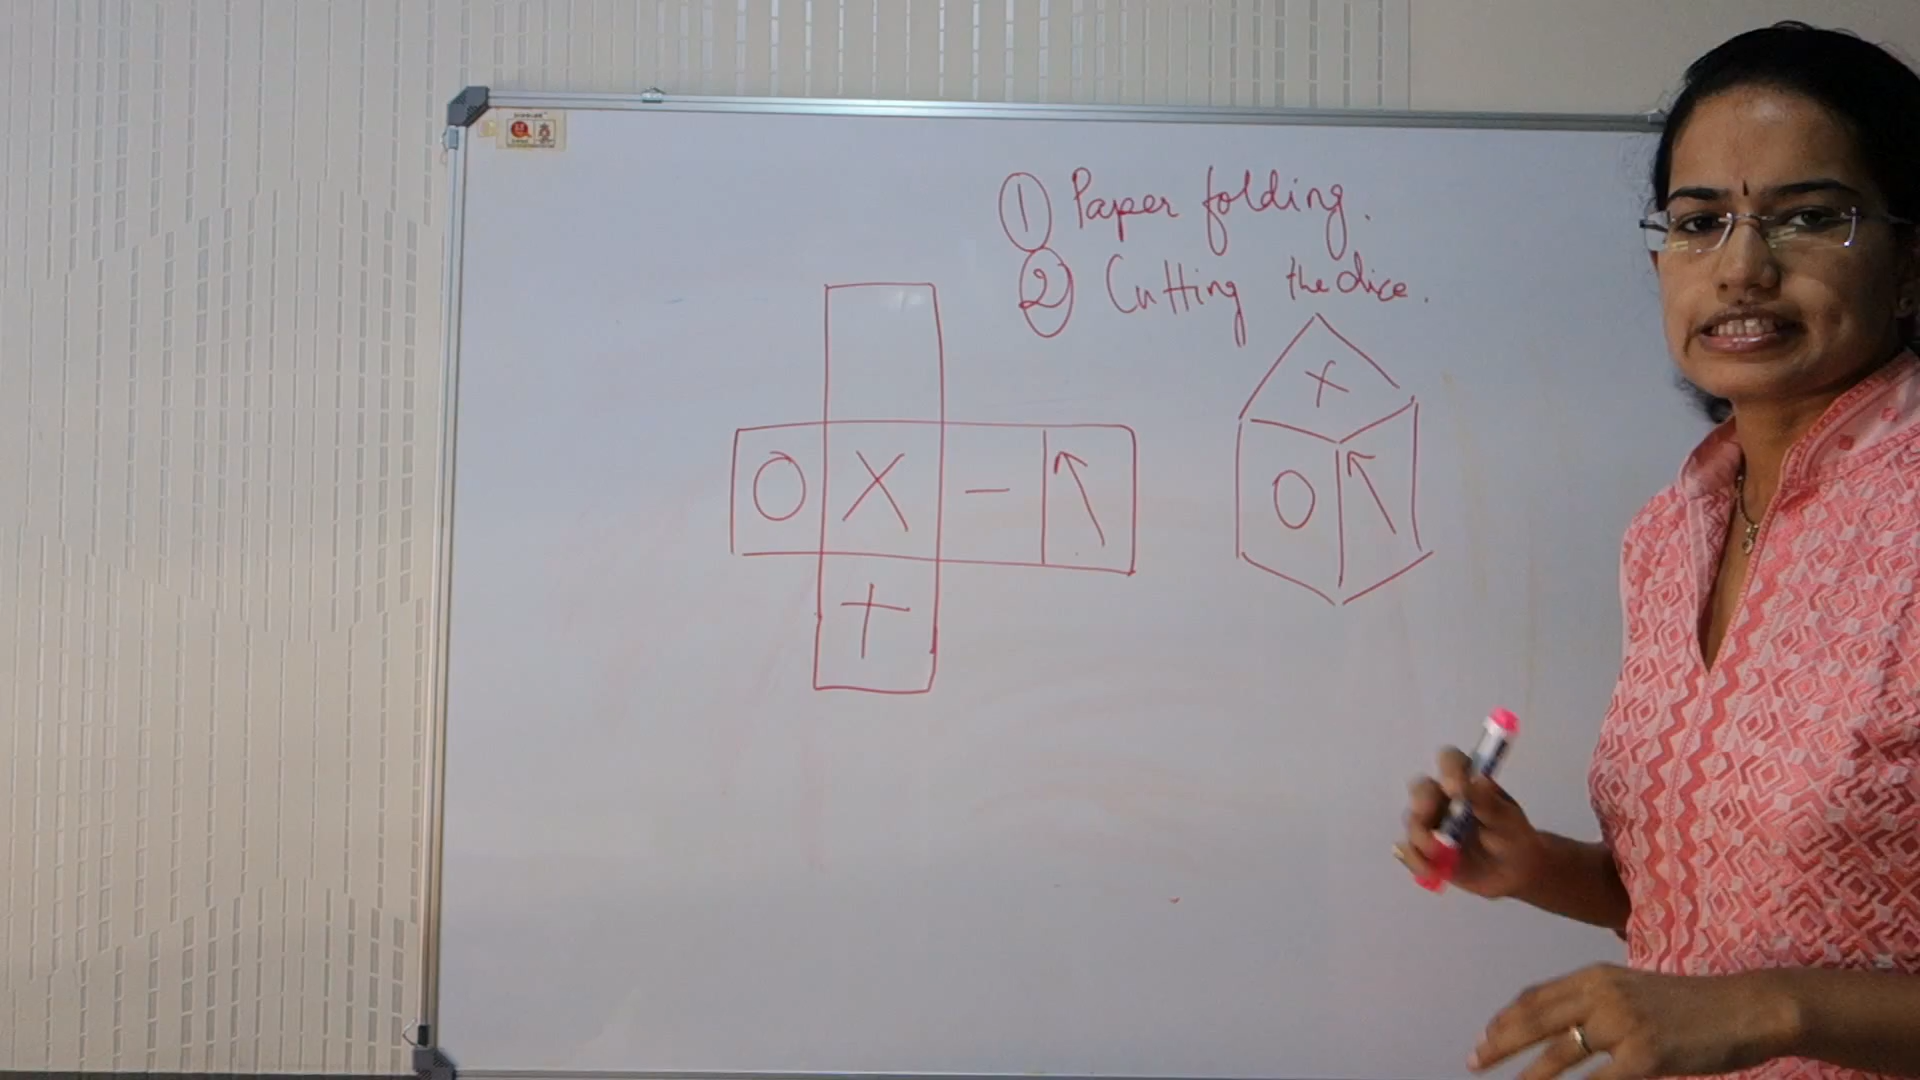 ① Paper folding.
② Cutting the dice.
O X - ↖
+
X
O ↖